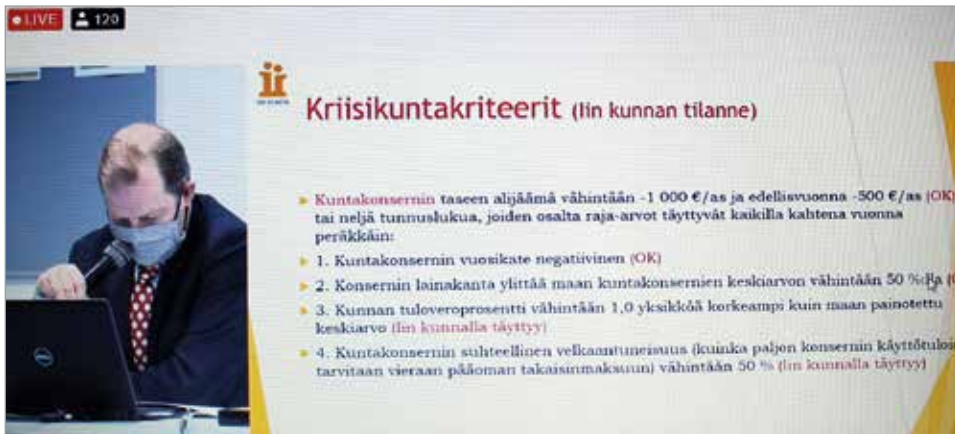 LIVE 120
ii
Kriisikuntakriteerit (Iin kunnan tilanne)
Kuntakonsernin taseen alijäämä vähintään -1 000 €/as ja edellisvuonna -500 €/as (OK)
tai neljä tunnuslukua, joiden osalta raja-arvot täyttyvät kaikilla kahtena vuonna
peräkkäin:
1. Kuntakonsernin vuosikate negatiivinen (OK)
2. Konsernin lainakanta ylittää maan kuntakonsernien keskiarvon vähintään 50
3. Kunnan tuloveroprosentti vähintään 1,0 yksikköä korkeampi kuin maan painotettu
keskiarvo (Iin kunnalla täyttyy)
4. Kuntakonsernin suhteellinen velkaantuneisuus (kuinka paljon konsernin käyttötuloi
tarvitaan vieraan pääoman takaisinmaksuun) vähintään 50 % (Iin kunnalla täyttyy)
DELL